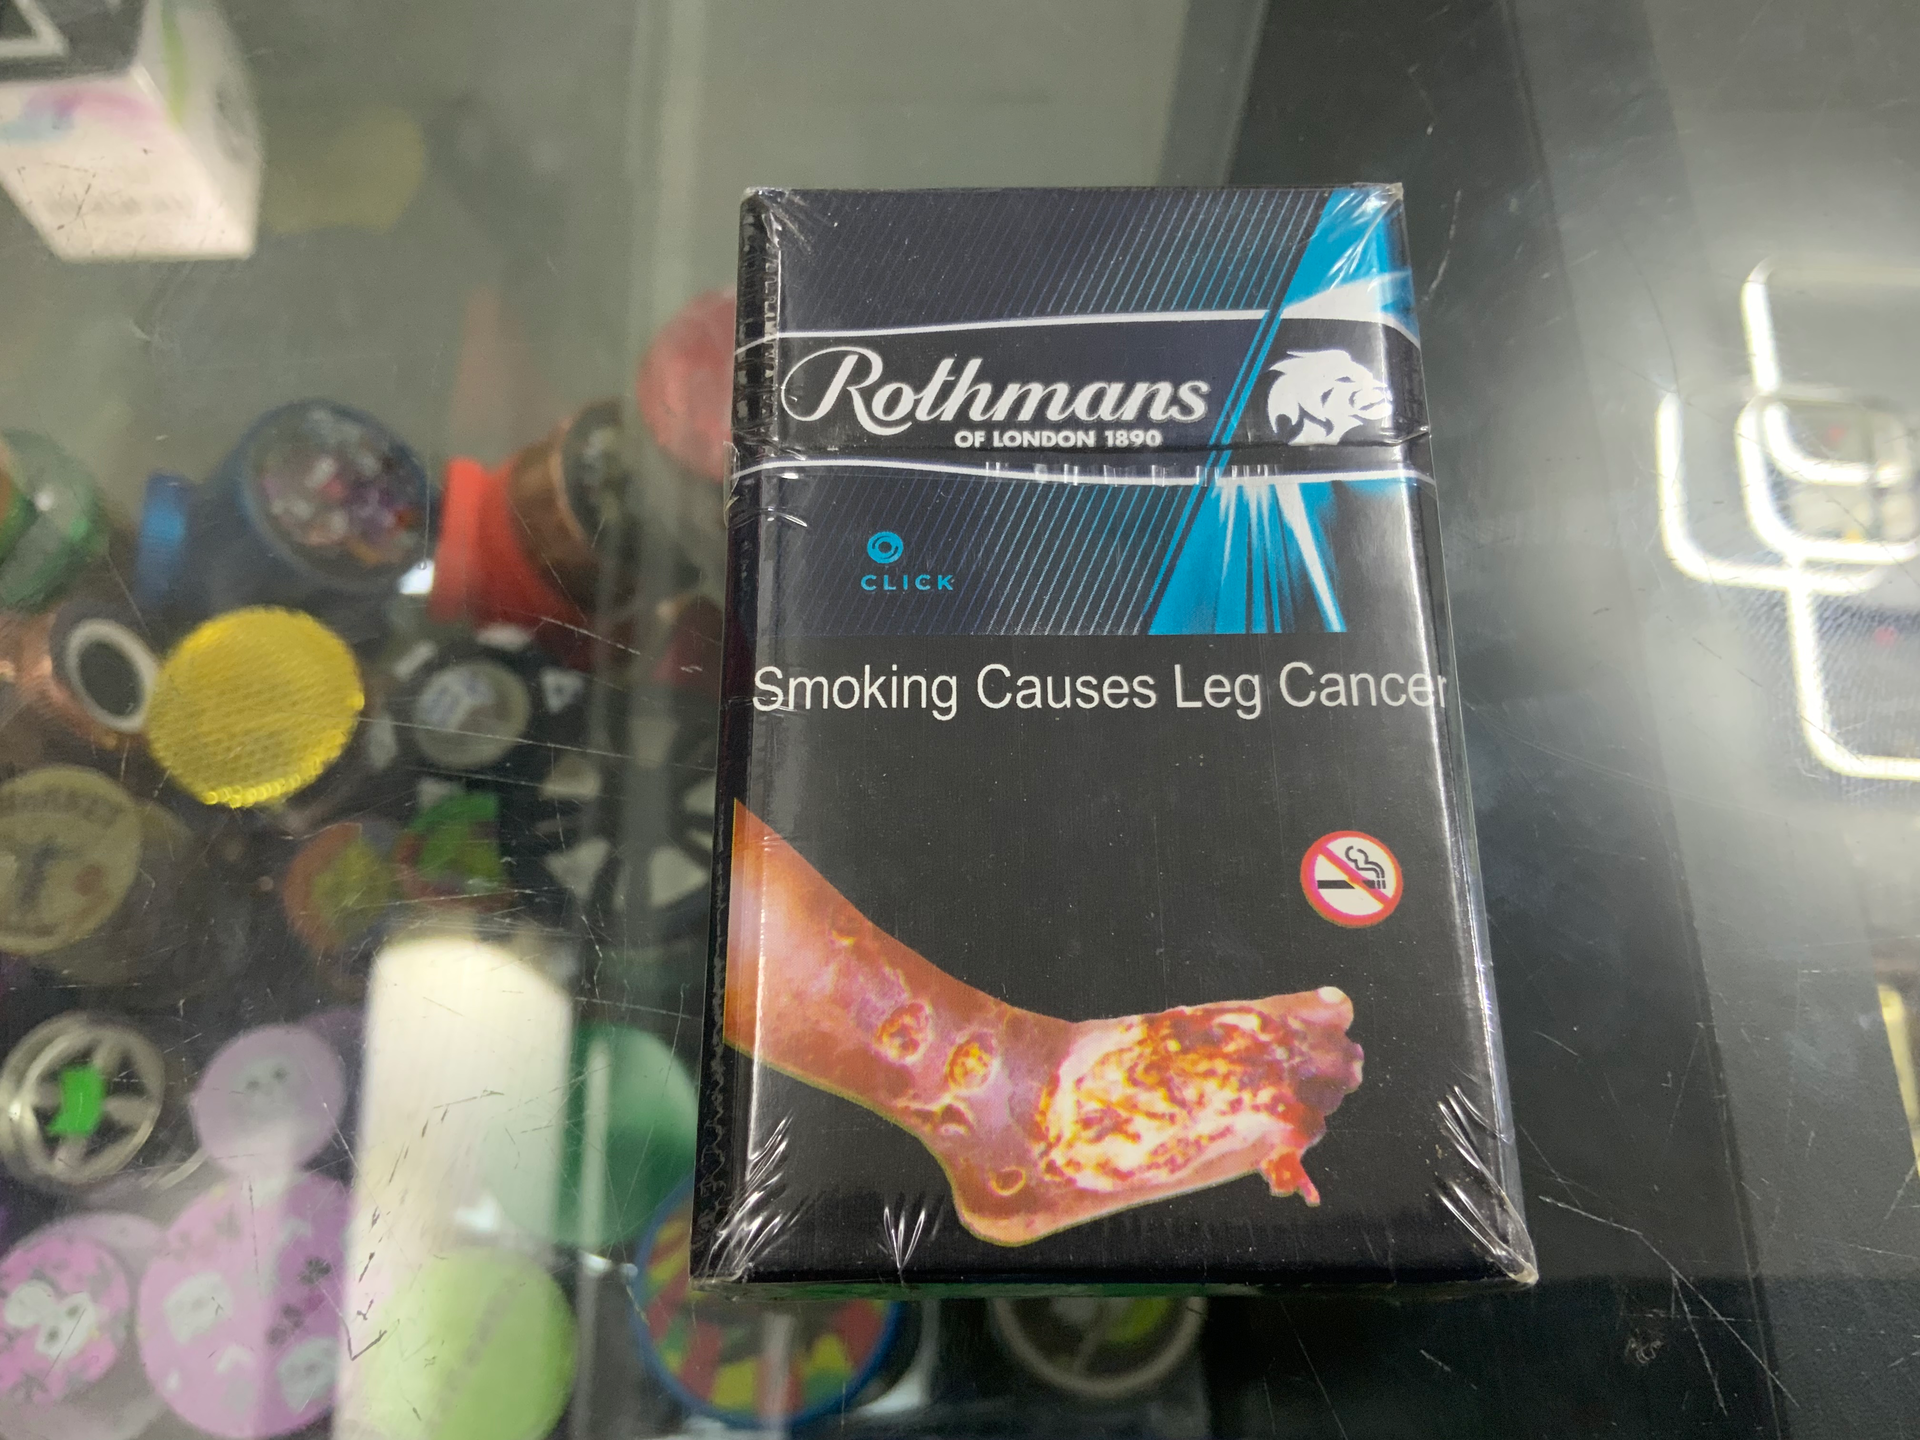 Rothmans
OF LONDON 1890
CLICK
Smoking Causes Leg Cancer